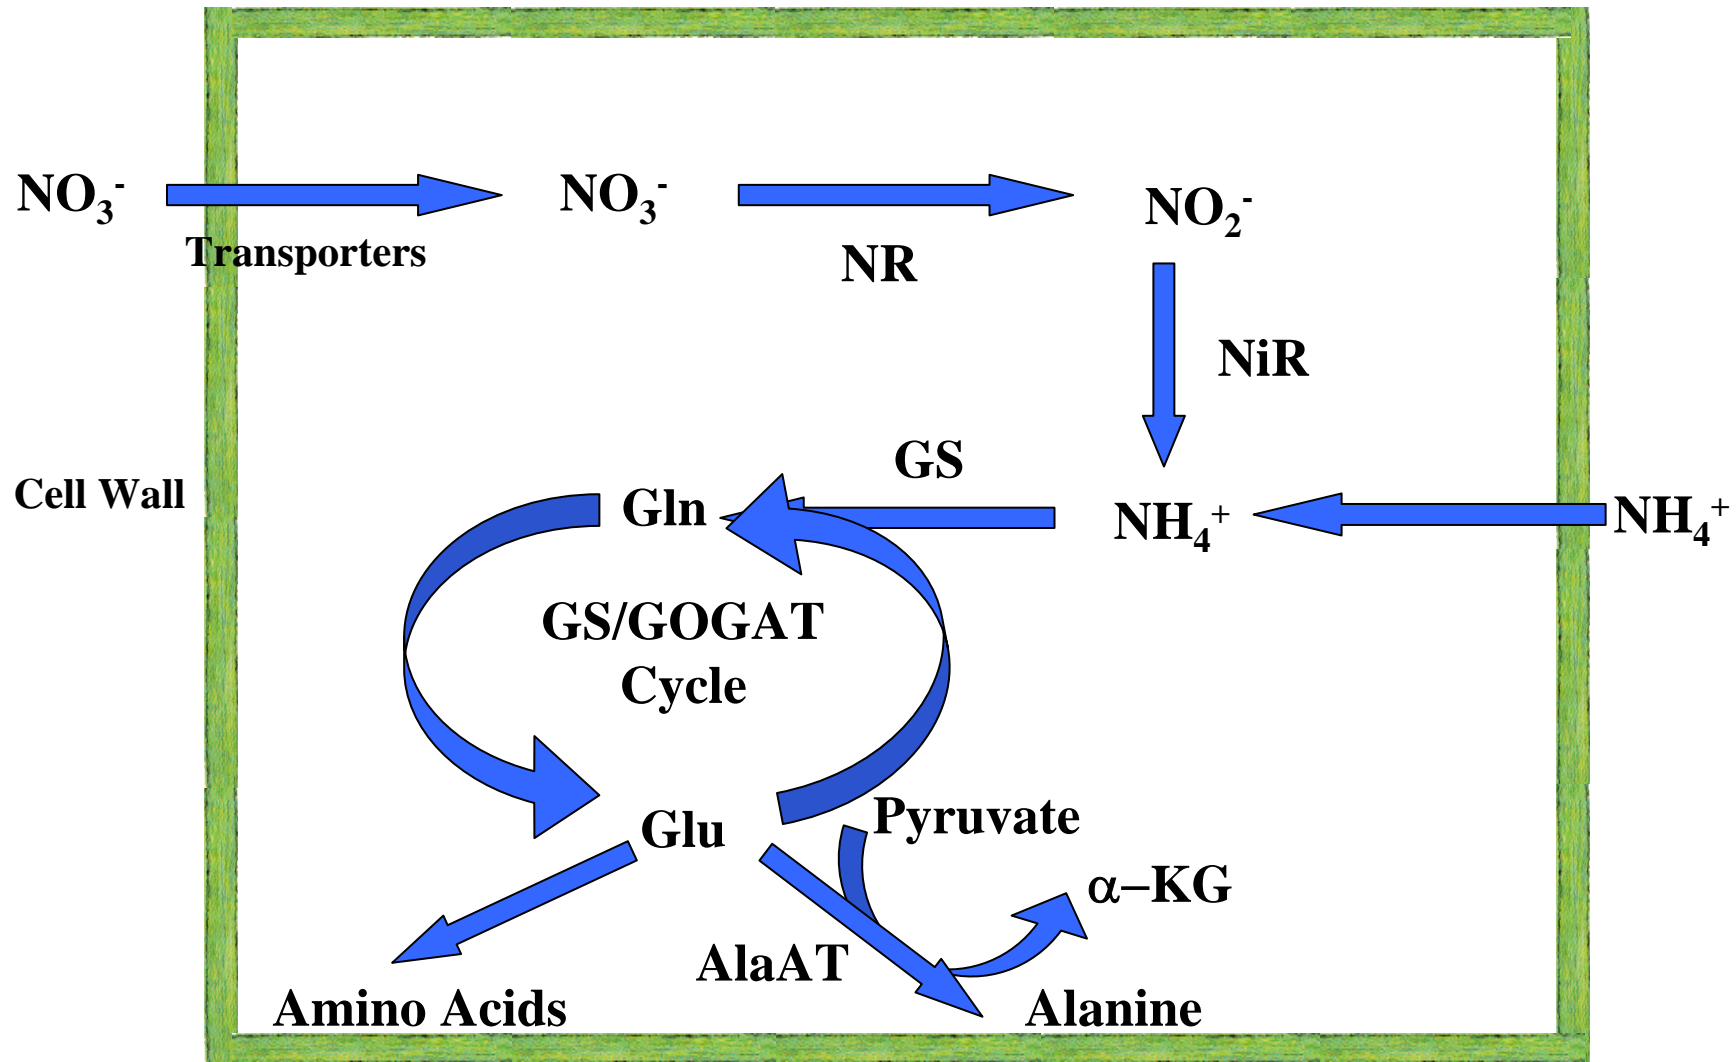 NO₃⁻
NO₃⁻
NO₂⁻
Transporters
NR
NiR
GS
Cell Wall
Gln
NH₄⁺
NH₄⁺
GS/GOGAT
Cycle
Pyruvate
Glu
α–KG
AlaAT
Amino Acids
Alanine